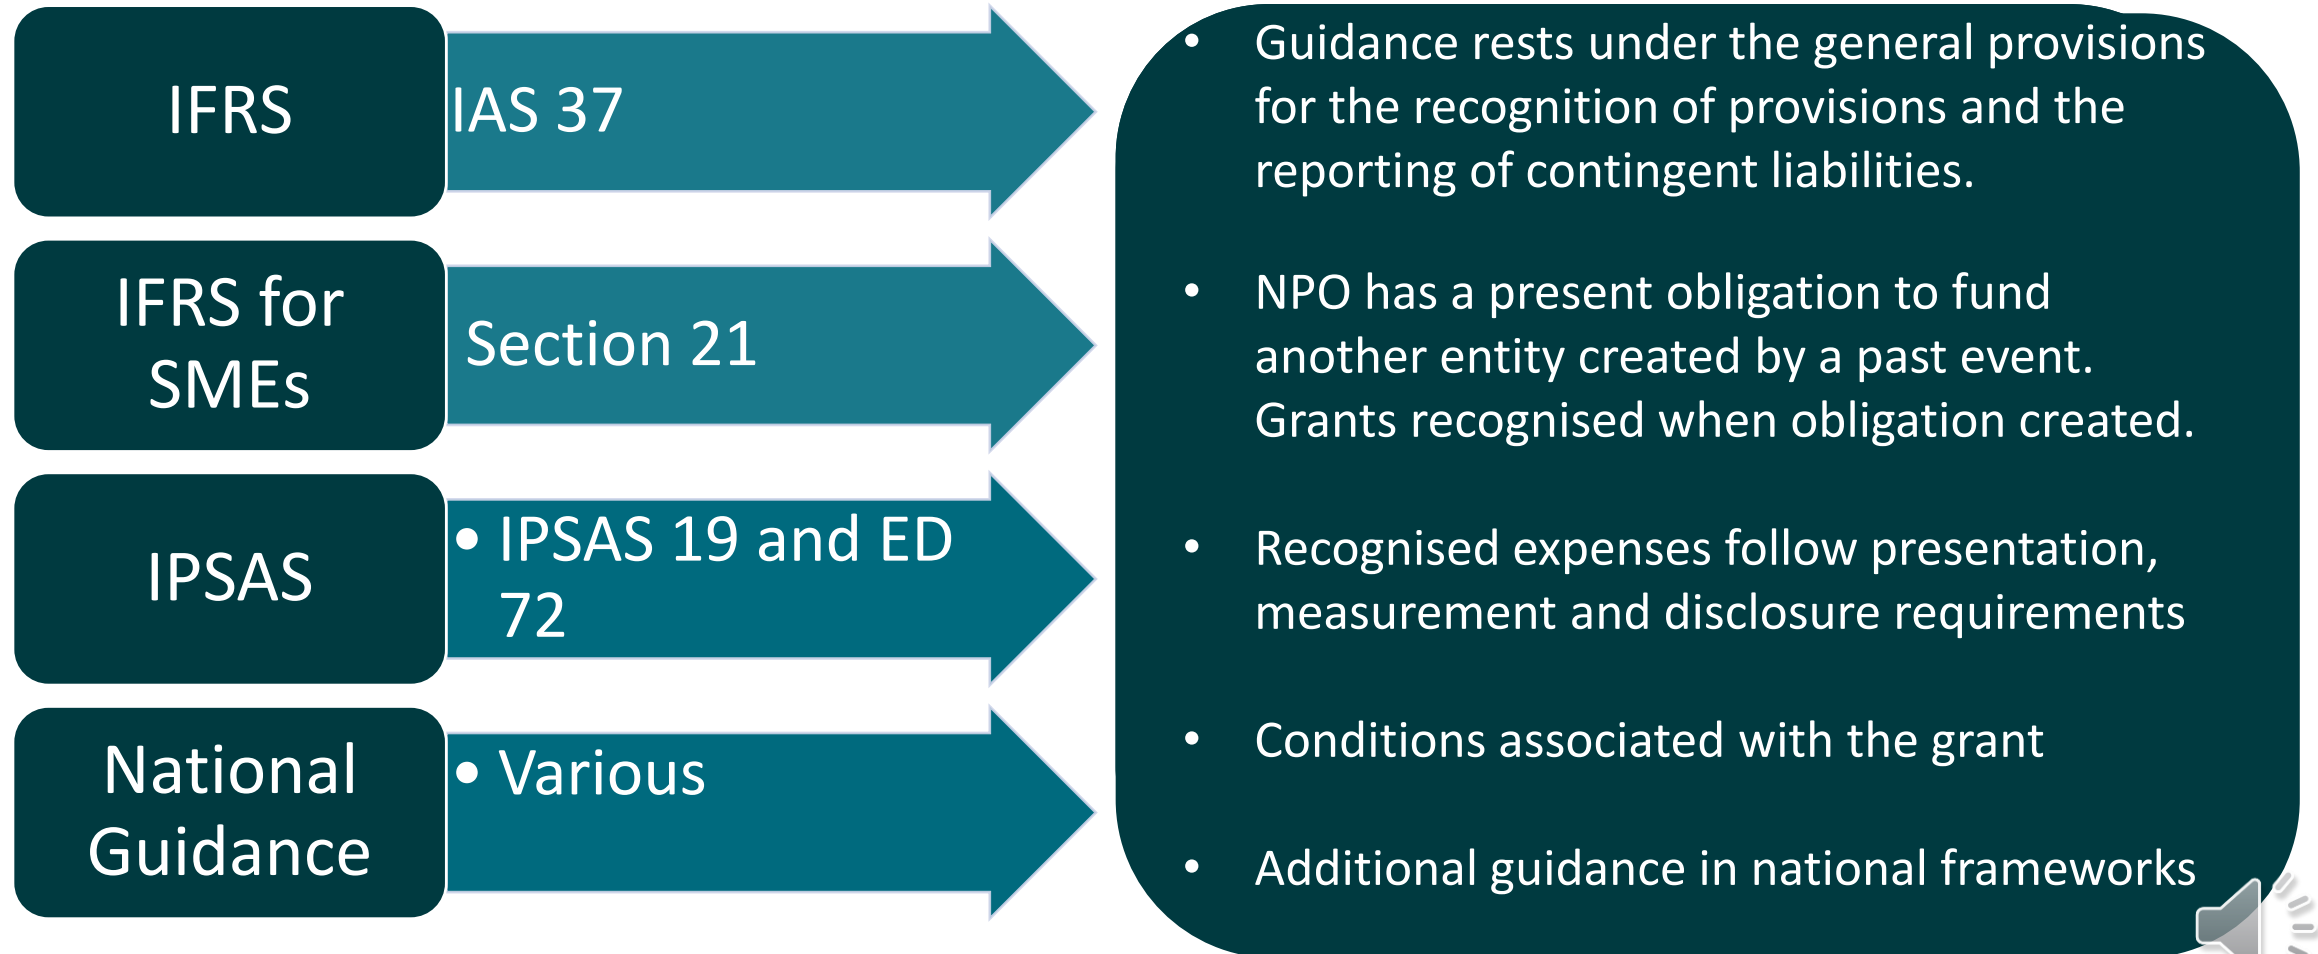 IFRS
IAS 37
IFRS for
SMEs
Section 21
IPSAS
• IPSAS 19 and ED
72
National
Guidance
• Various
• Guidance rests under the general provisions
for the recognition of provisions and the
reporting of contingent liabilities.
• NPO has a present obligation to fund
another entity created by a past event.
Grants recognised when obligation created.
• Recognised expenses follow presentation,
measurement and disclosure requirements
• Conditions associated with the grant
• Additional guidance in national frameworks